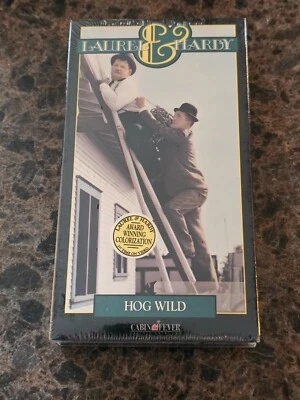 LAUREL & HARDY
LAUREL & HARDY
AWARD
WINNING
COLORIZATION
HOG WILD
CABIN FEVER